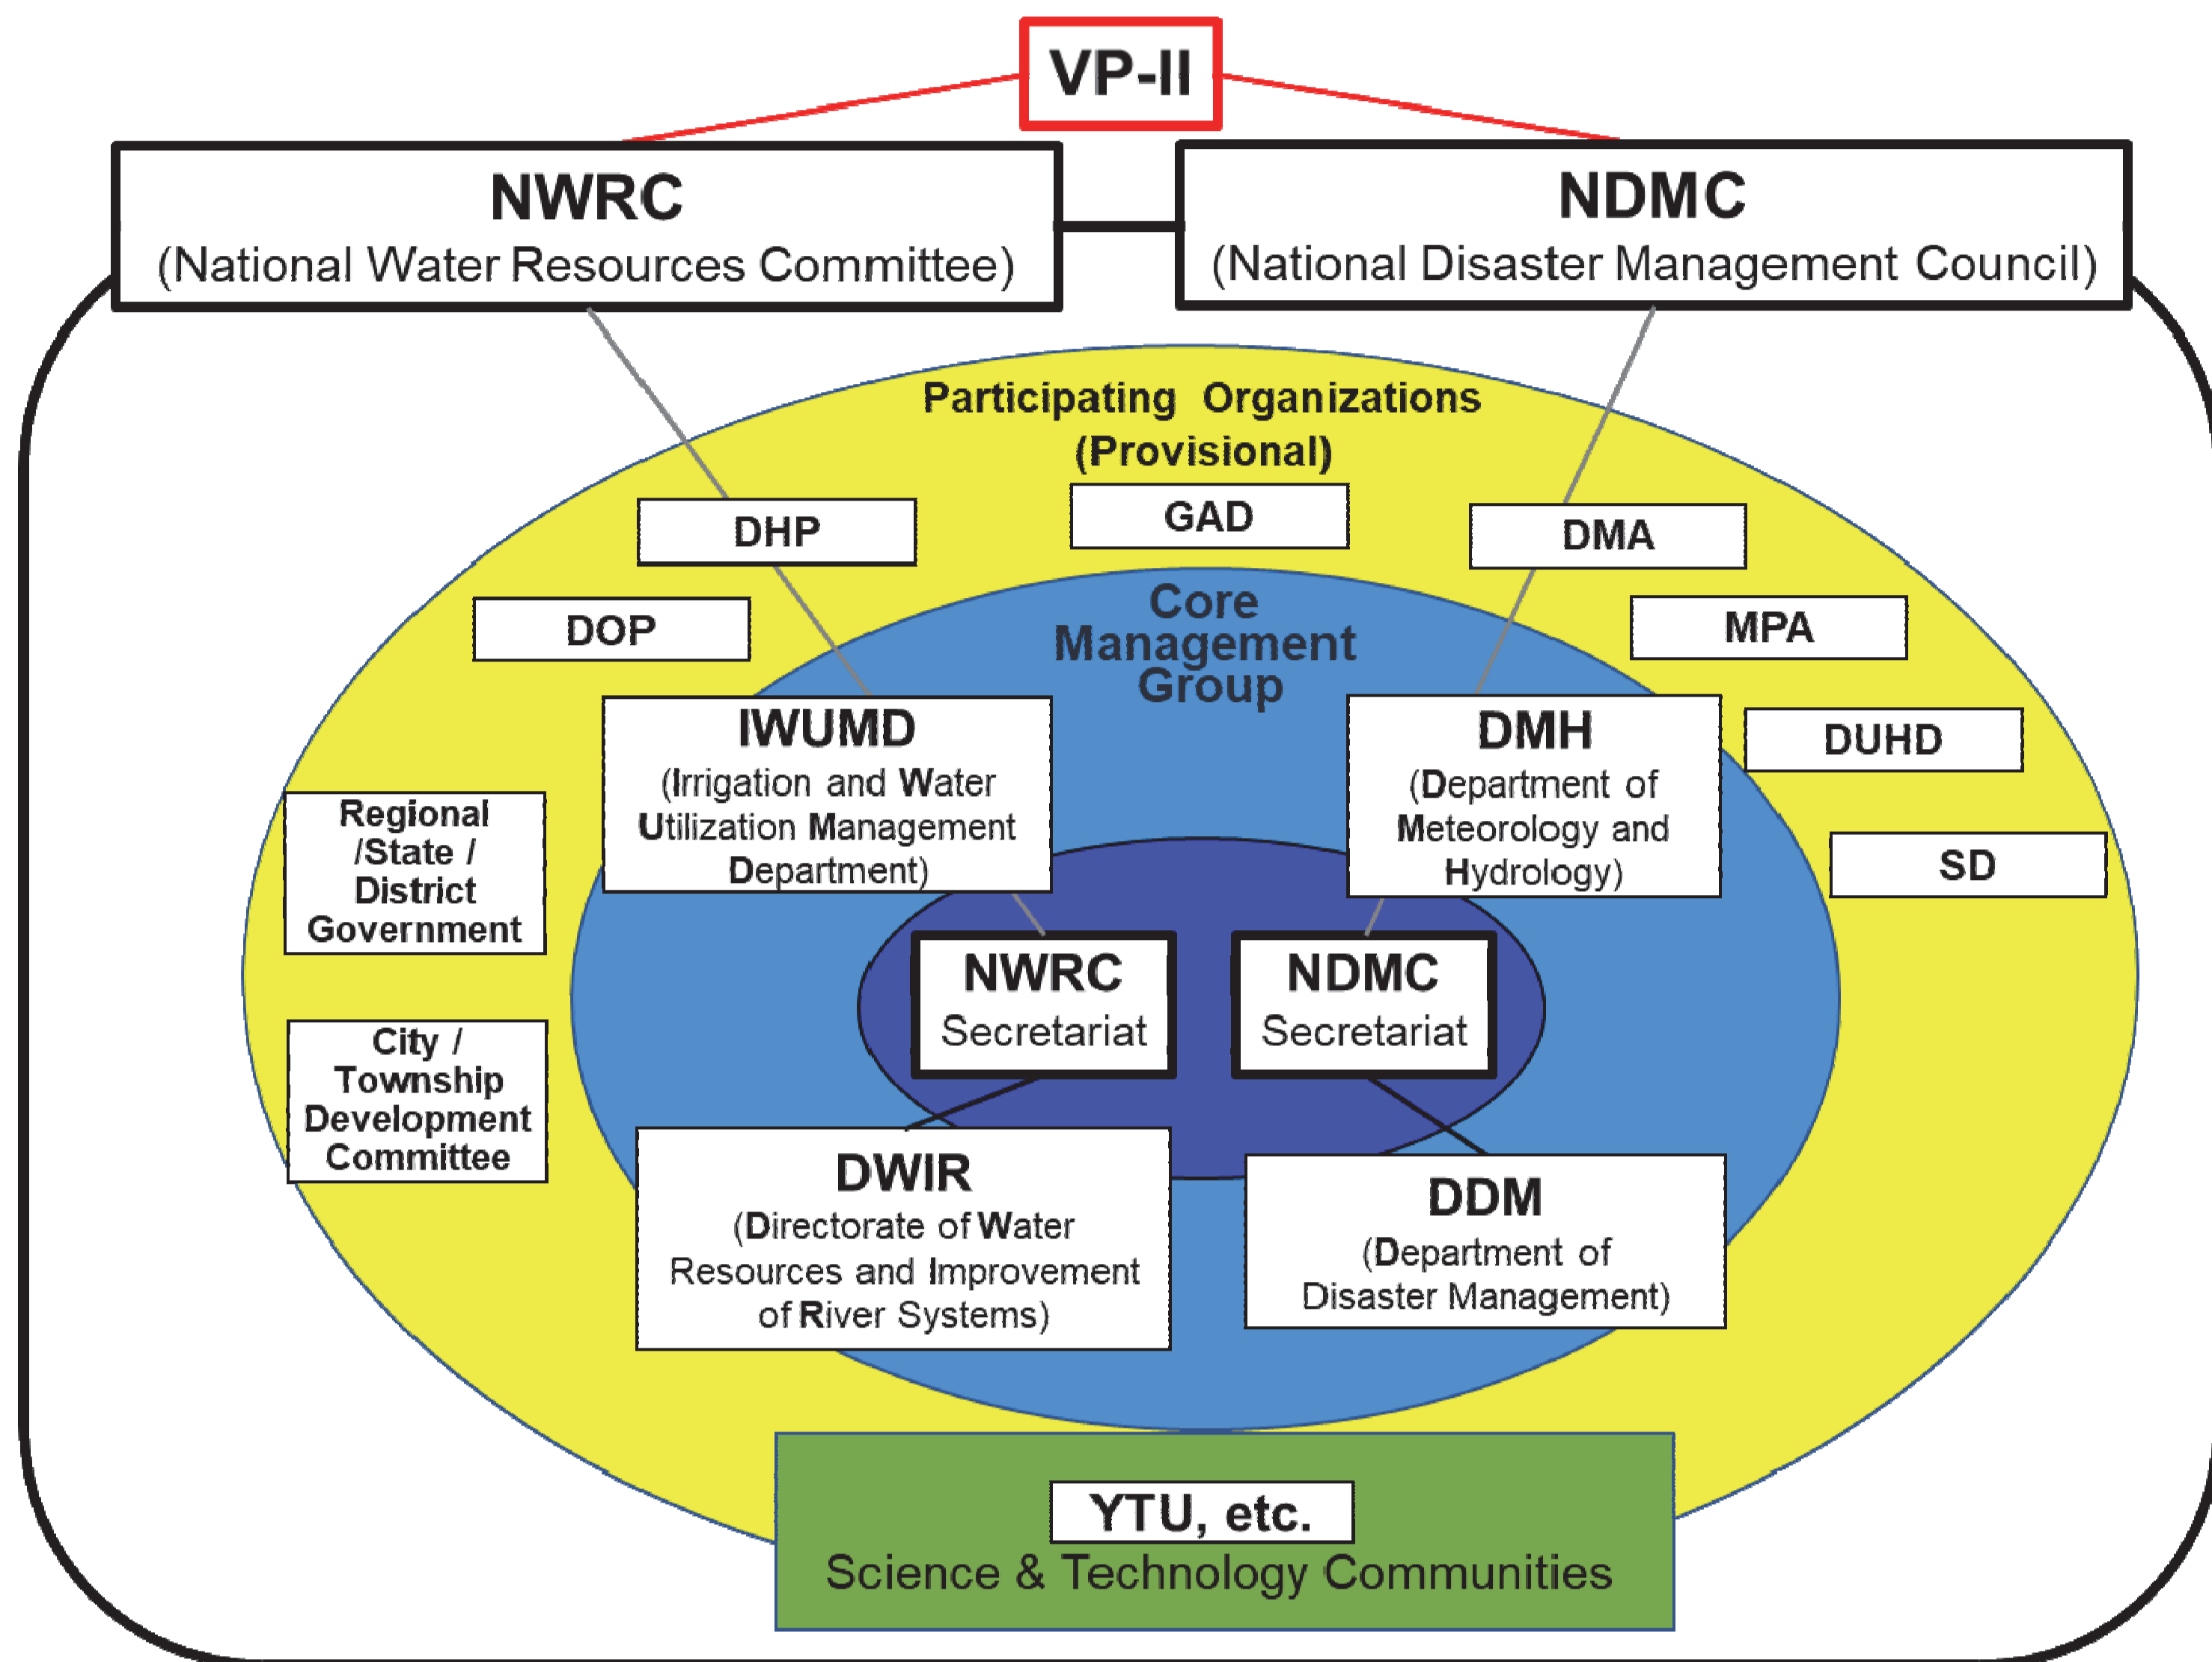 VP-II
NWRC
(National Water Resources Committee)
NDMC
(National Disaster Management Council)
Participating Organizations
(Provisional)
DHP
GAD
DMA
DOP
MPA
Core
Management
Group
IWUMD
(Irrigation and Water
Utilization Management
Department)
DMH
(Department of
Meteorology and
Hydrology)
DUHD
Regional
/State /
District
Government
SD
NWRC
Secretariat
NDMC
Secretariat
City /
Township
Development
Committee
DWIR
(Directorate of Water
Resources and Improvement
of River Systems)
DDM
(Department of
Disaster Management)
YTU, etc.
Science & Technology Communities